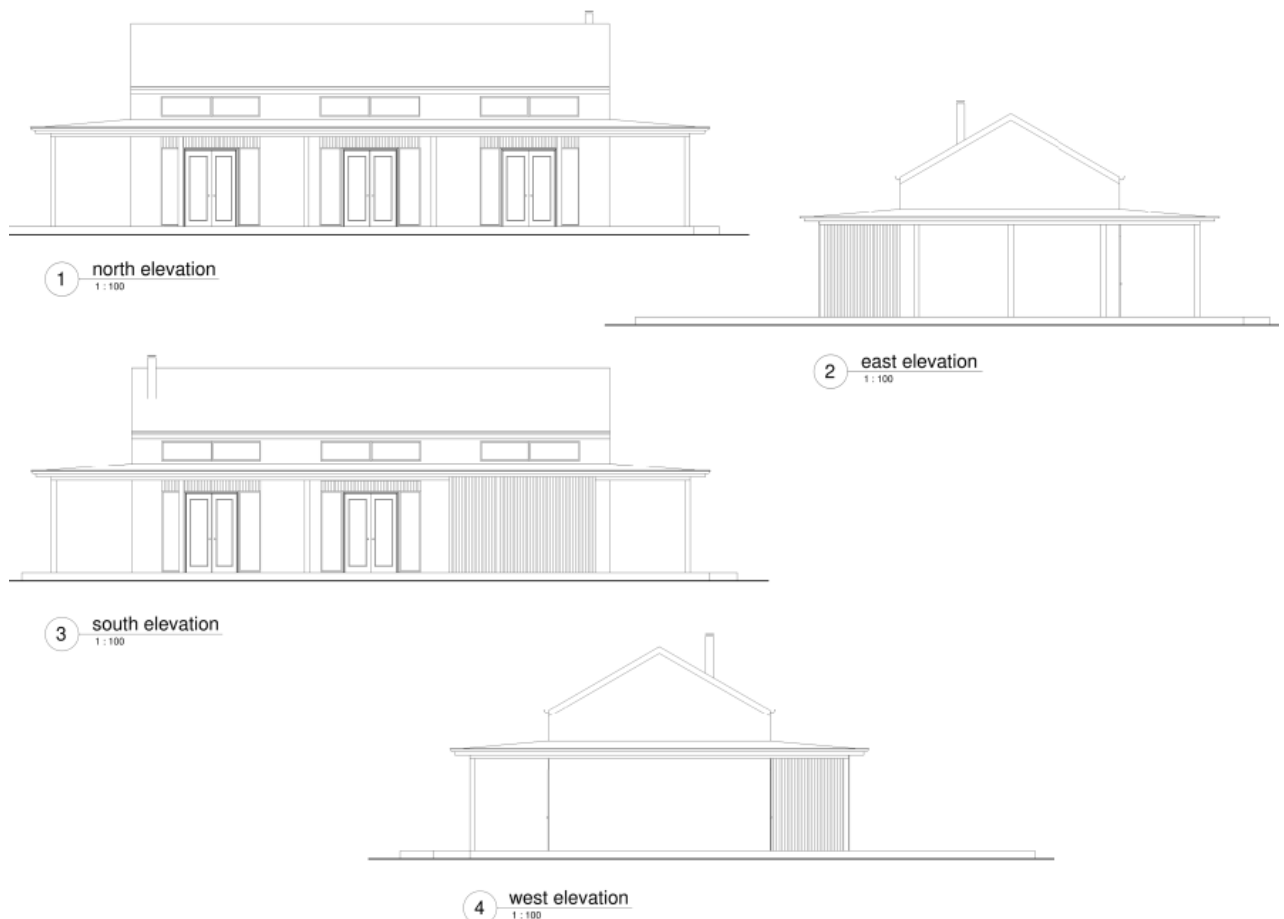 1 north elevation
1 : 100
2 east elevation
1 : 100
3 south elevation
1 : 100
4 west elevation
1 : 100